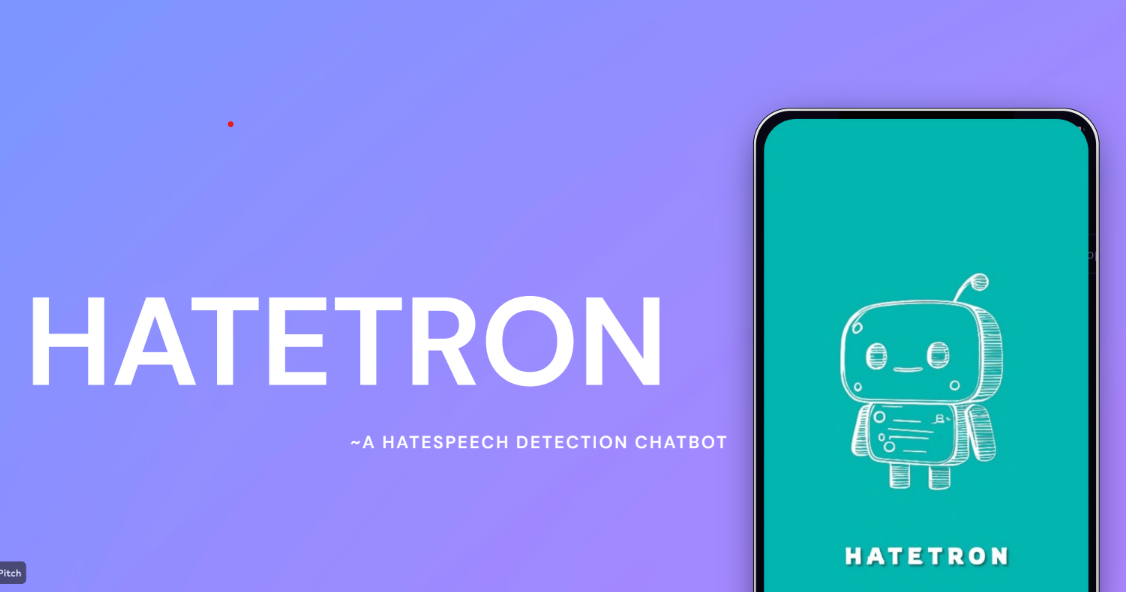 HATETRON
~A HATESPEECH DETECTION CHATBOT
HATETRON
Pitch